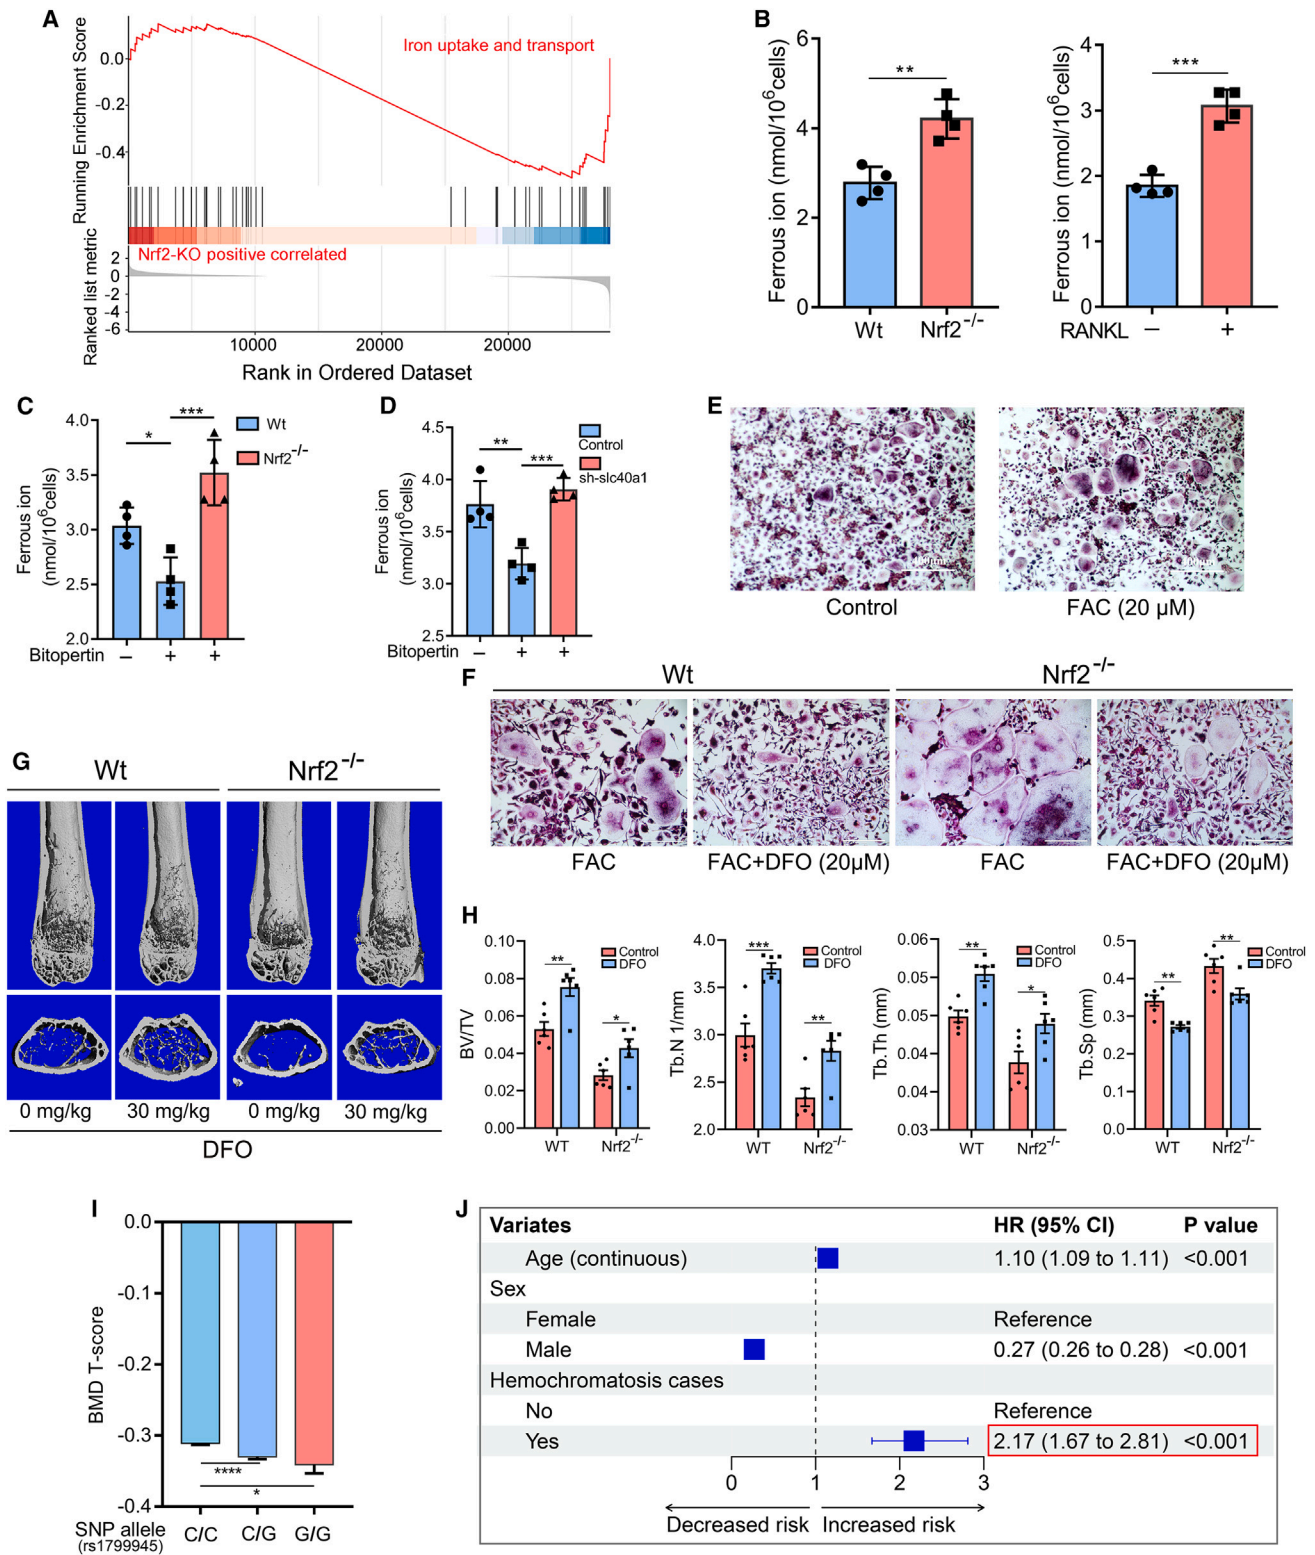 A
Running Enrichment Score
0.0
-0.2
-0.4
Iron uptake and transport
Ranked list metric
2
0
-2
-4
-6
Nrf2-KO positive correlated
10000 20000 20000
Rank in Ordered Dataset
B
Ferrous ion (nmol/10⁶cells)
6
4
2
0
**
Wt Nrf2⁻/⁻
Ferrous ion (nmol/10⁶cells)
4
3
2
1
0
***
RANKL – +
C
Ferrous ion
(nmol/10⁶cells)
4.0
3.5
3.0
2.5
2.0
* ***
Wt
Nrf2⁻/⁻
Bitopertin – + +
D
Ferrous ion
(nmol/10⁶cells)
4.5
4.0
3.5
3.0
2.5
** ***
Control
sh-slc40a1
Bitopertin – + +
E
Control FAC (20 µM)
F
Wt Nrf2⁻/⁻
FAC FAC+DFO (20µM) FAC FAC+DFO (20µM)
G
Wt Nrf2⁻/⁻
0 mg/kg 30 mg/kg 0 mg/kg 30 mg/kg
DFO
H
BV/TV
0.10
0.08
0.06
0.04
0.02
0.00
** *
Control
DFO
WT Nrf2⁻/⁻
Tb.N 1/mm
4.0
3.5
3.0
2.5
2.0
*** **
Control
DFO
WT Nrf2⁻/⁻
Tb.Th (mm)
0.06
0.05
0.05
0.04
0.04
0.03
** *
Control
DFO
WT Nrf2⁻/⁻
Tb.Sp (mm)
0.5
0.4
0.3
0.2
0.1
0.0
** **
Control
DFO
WT Nrf2⁻/⁻
I
BMD T-score
0.0
-0.1
-0.2
-0.3
-0.4
****
*
SNP allele
(rs1799945)
C/C C/G G/G
J
Variates HR (95% CI) P value
Age (continuous) 1.10 (1.09 to 1.11) <0.001
Sex
Female Reference
Male 0.27 (0.26 to 0.28) <0.001
Hemochromatosis cases
No Reference
Yes 2.17 (1.67 to 2.81) <0.001
0 1 2 3
Decreased risk Increased risk